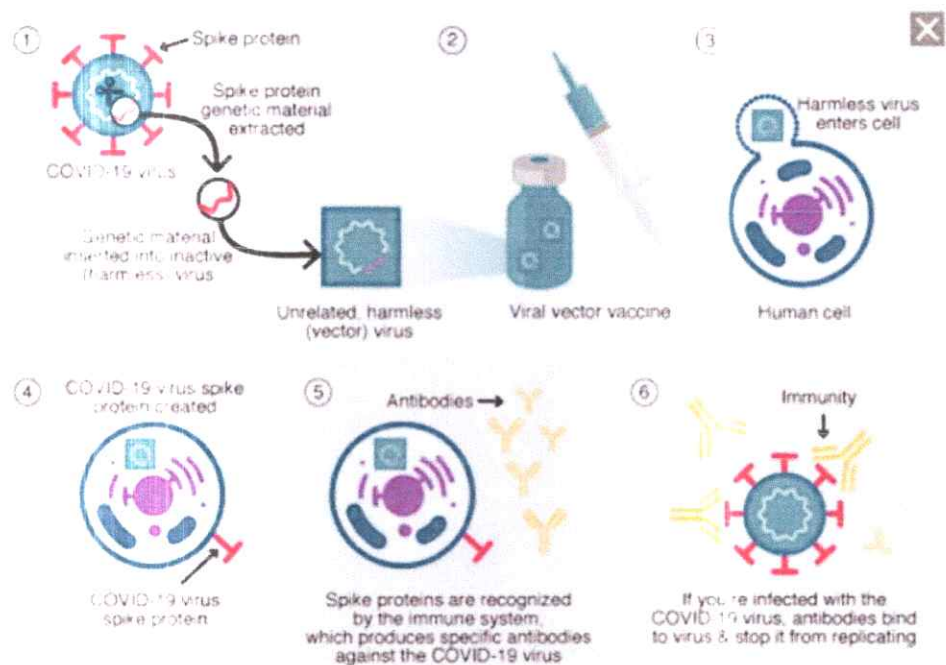 1
Spike protein
Spike protein
genetic material
extracted
COVID-19 virus
Genetic material
inserted into inactive
(harmless) virus
Unrelated, harmless
(vector) virus
2
Viral vector vaccine
3
Harmless virus
enters cell
Human cell
4
COVID-19 virus spike
protein created
COVID-19 virus
spike protein
5
Antibodies
Spike proteins are recognized
by the immune system,
which produces specific antibodies
against the COVID-19 virus
6
Immunity
If you're infected with the
COVID-19 virus, antibodies bind
to virus & stop it from replicating